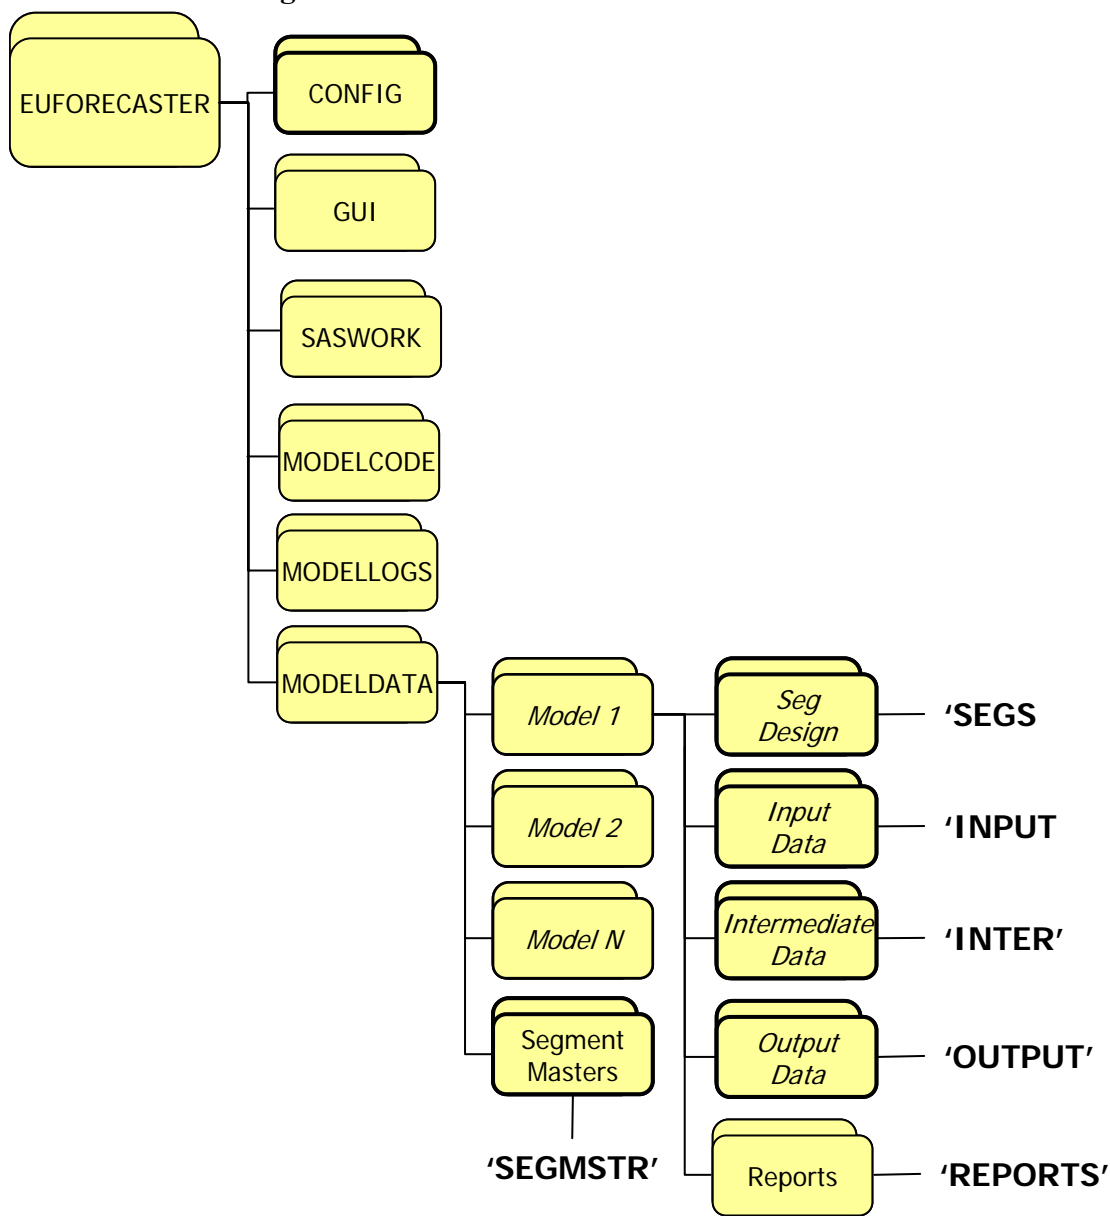 EUFORECASTER
CONFIG
GUI
SASWORK
MODELCODE
MODELLOGS
MODELDATA
Model 1
Seg
Design
‘SEGS
Model 2
Input
Data
‘INPUT
Model N
Intermediate
Data
‘INTER’
Segment
Masters
Output
Data
‘OUTPUT’
‘SEGMSTR’
Reports
‘REPORTS’